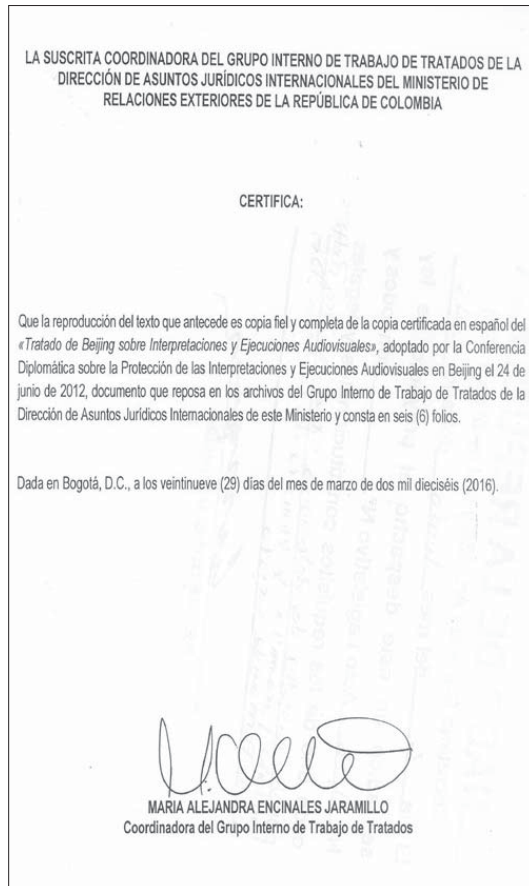 LA SUSCRITA COORDINADORA DEL GRUPO INTERNO DE TRABAJO DE TRATADOS DE LA
DIRECCIÓN DE ASUNTOS JURÍDICOS INTERNACIONALES DEL MINISTERIO DE
RELACIONES EXTERIORES DE LA REPÚBLICA DE COLOMBIA
CERTIFICA:
Que la reproducción del texto que antecede es copia fiel y completa de la copia certificada en español del
«Tratado de Beijing sobre Interpretaciones y Ejecuciones Audiovisuales», adoptado por la Conferencia
Diplomática sobre la Protección de las Interpretaciones y Ejecuciones Audiovisuales en Beijing el 24 de
junio de 2012, documento que reposa en los archivos del Grupo Interno de Trabajo de Tratados de la
Dirección de Asuntos Jurídicos Internacionales de este Ministerio y consta en seis (6) folios.
Dada en Bogotá, D.C., a los veintinueve (29) días del mes de marzo de dos mil dieciséis (2016).
MARIA ALEJANDRA ENCINALES JARAMILLO
Coordinadora del Grupo Interno de Trabajo de Tratados